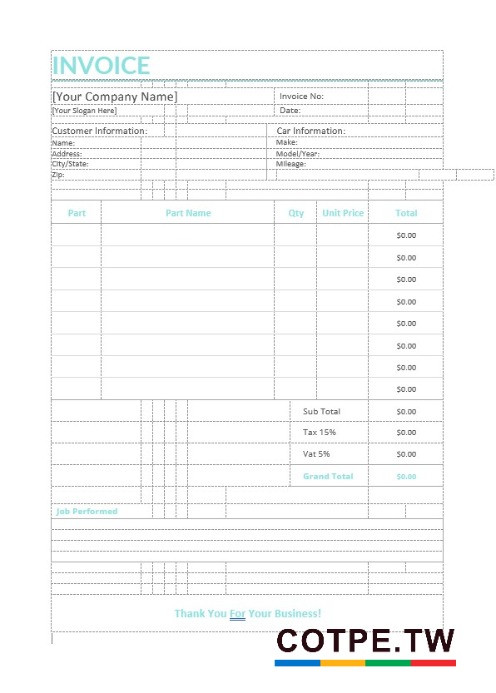 INVOICE
[Your Company Name] Invoice No:
[Your Slogan Here] Date:
Customer Information: Car Information:
Name: Make:
Address: Model/Year:
City/State: Mileage:
Zip:
Part Part Name Qty Unit Price Total
$0.00
$0.00
$0.00
$0.00
$0.00
$0.00
$0.00
$0.00
Sub Total $0.00
Tax 15% $0.00
Vat 5% $0.00
Grand Total $0.00
Job Performed
Thank You For Your Business!
COTPE.TW